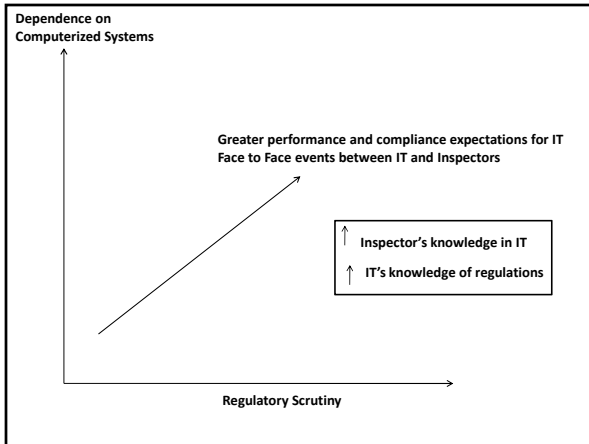 Dependence on
Computerized Systems
Greater performance and compliance expectations for IT
Face to Face events between IT and Inspectors
Inspector’s knowledge in IT
IT’s knowledge of regulations
Regulatory Scrutiny